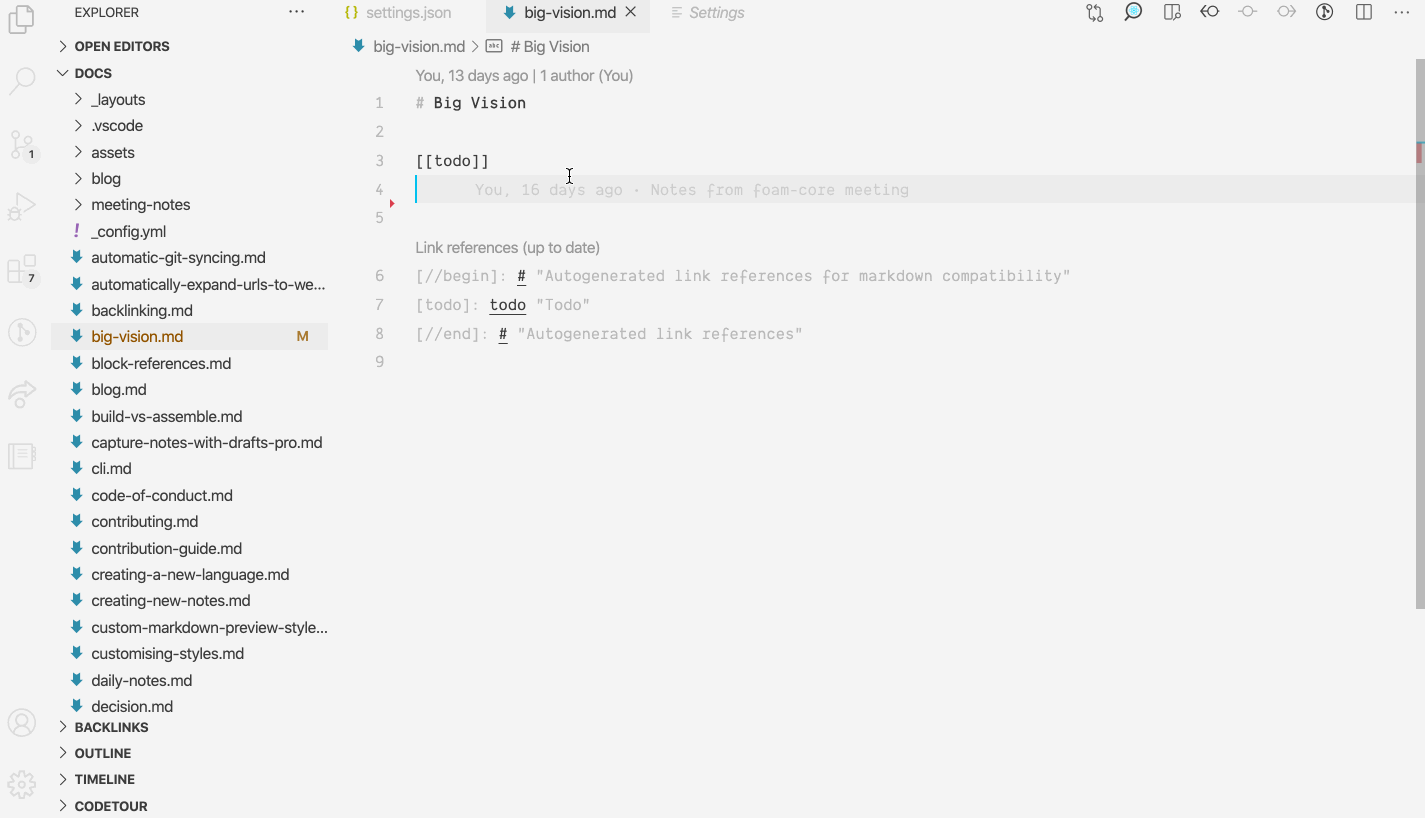 EXPLORER ···
OPEN EDITORS
DOCS
_layouts
.vscode
assets
blog
meeting-notes
! _config.yml
automatic-git-syncing.md
automatically-expand-urls-to-we...
backlinking.md
big-vision.md M
block-references.md
blog.md
build-vs-assemble.md
capture-notes-with-drafts-pro.md
cli.md
code-of-conduct.md
contributing.md
contribution-guide.md
creating-a-new-language.md
creating-new-notes.md
custom-markdown-preview-style...
customising-styles.md
daily-notes.md
decision.md
BACKLINKS
OUTLINE
TIMELINE
CODETOUR
1
7
{} settings.json big-vision.md Settings
big-vision.md > abc # Big Vision
You, 13 days ago | 1 author (You)
1 # Big Vision
2
3 [[todo]]
4 You, 16 days ago · Notes from foam-core meeting
5
Link references (up to date)
6 [//begin]: # "Autogenerated link references for markdown compatibility"
7 [todo]: todo "Todo"
8 [//end]: # "Autogenerated link references"
9